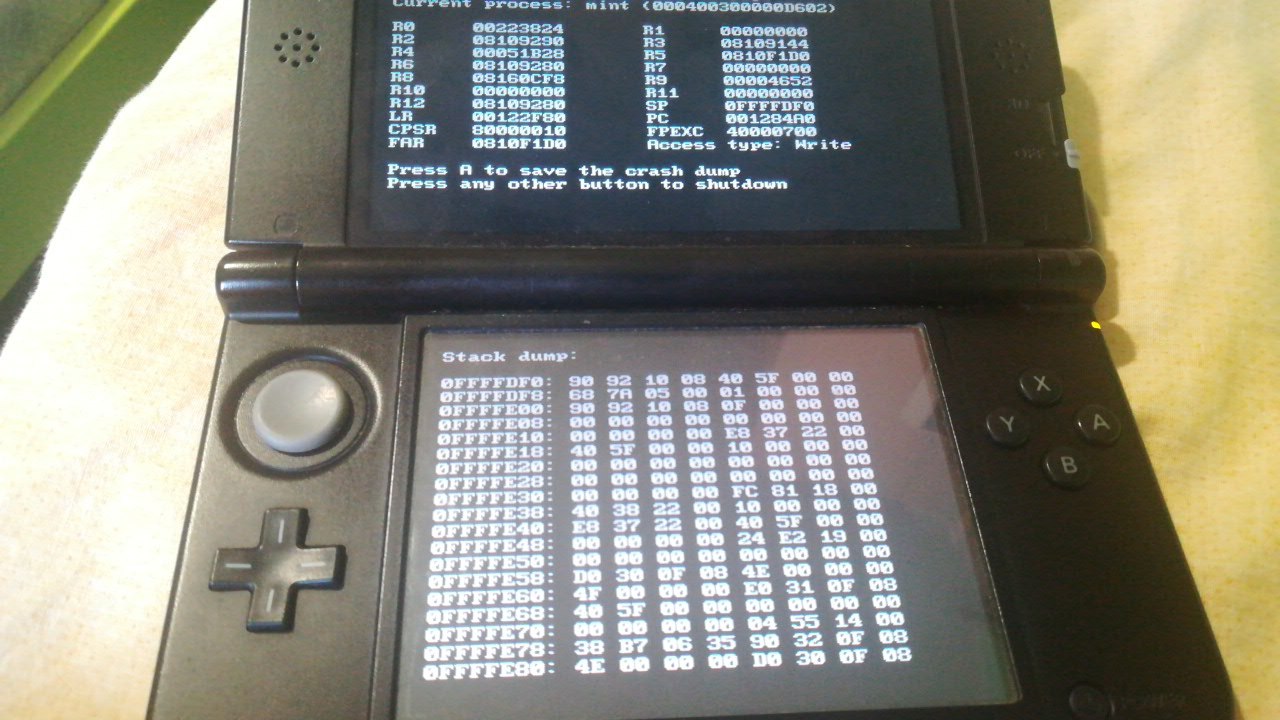 Current process: mint (000400300000D602)
R0 00223824 R1 00000000
R2 08109290 R3 08109144
R4 00051B28 R5 0810F1D0
R6 08109280 R7 00000000
R8 08160CF8 R9 00004652
R10 00000000 R11 00000000
R12 08109280 SP 0FFFFDF0
LR 00122F80 PC 001284A0
CPSR 80000010 FPEXC 40000700
FAR 0810F1D0 Access type: Write
Press A to save the crash dump
Press any other button to shutdown
Stack dump:
0FFFFDF0: 90 92 10 08 40 5F 00 00
0FFFFDF8: 68 7A 05 00 01 00 00 00
0FFFFE00: 90 92 10 08 0F 00 00 00
0FFFFE08: 00 00 00 00 00 00 00 00
0FFFFE10: 00 00 00 00 E8 37 22 00
0FFFFE18: 40 5F 00 00 10 00 00 00
0FFFFE20: 00 00 00 00 00 00 00 00
0FFFFE28: 00 00 00 00 00 00 00 00
0FFFFE30: 00 00 00 00 FC 81 18 00
0FFFFE38: 40 38 22 00 10 00 00 00
0FFFFE40: E8 37 22 00 40 5F 00 00
0FFFFE48: 00 00 00 00 24 E2 19 00
0FFFFE50: 00 00 00 00 00 00 00 00
0FFFFE58: D0 30 0F 08 4E 00 00 00
0FFFFE60: 4F 00 00 00 E0 31 0F 08
0FFFFE68: 40 5F 00 00 00 00 00 00
0FFFFE70: 00 00 00 00 04 55 14 00
0FFFFE78: 38 B7 06 35 90 32 0F 08
0FFFFE80: 4E 00 00 00 D0 30 0F 08
X
Y
A
B